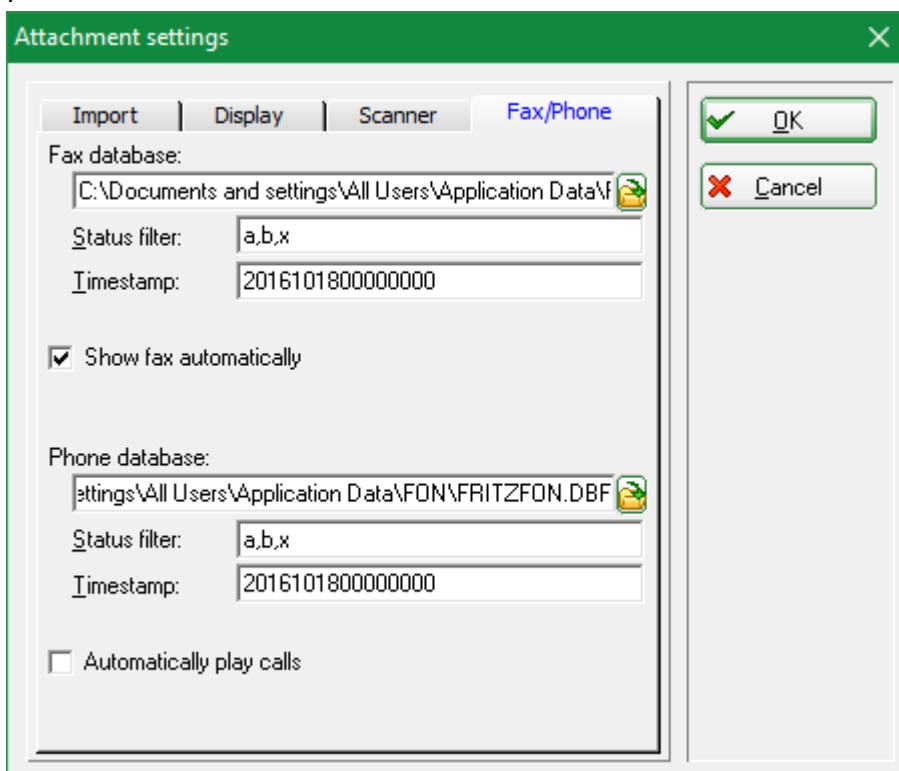 Attachment settings
Import Display Scanner Fax/Phone
Fax database:
C:\Documents and settings\All Users\Application Data\F
Status filter: a,b,x
Timestamp: 2016101800000000
Show fax automatically
Phone database:
ettings\All Users\Application Data\FON\FRITZFON.DBF
Status filter: a,b,x
Timestamp: 2016101800000000
Automatically play calls
OK
Cancel